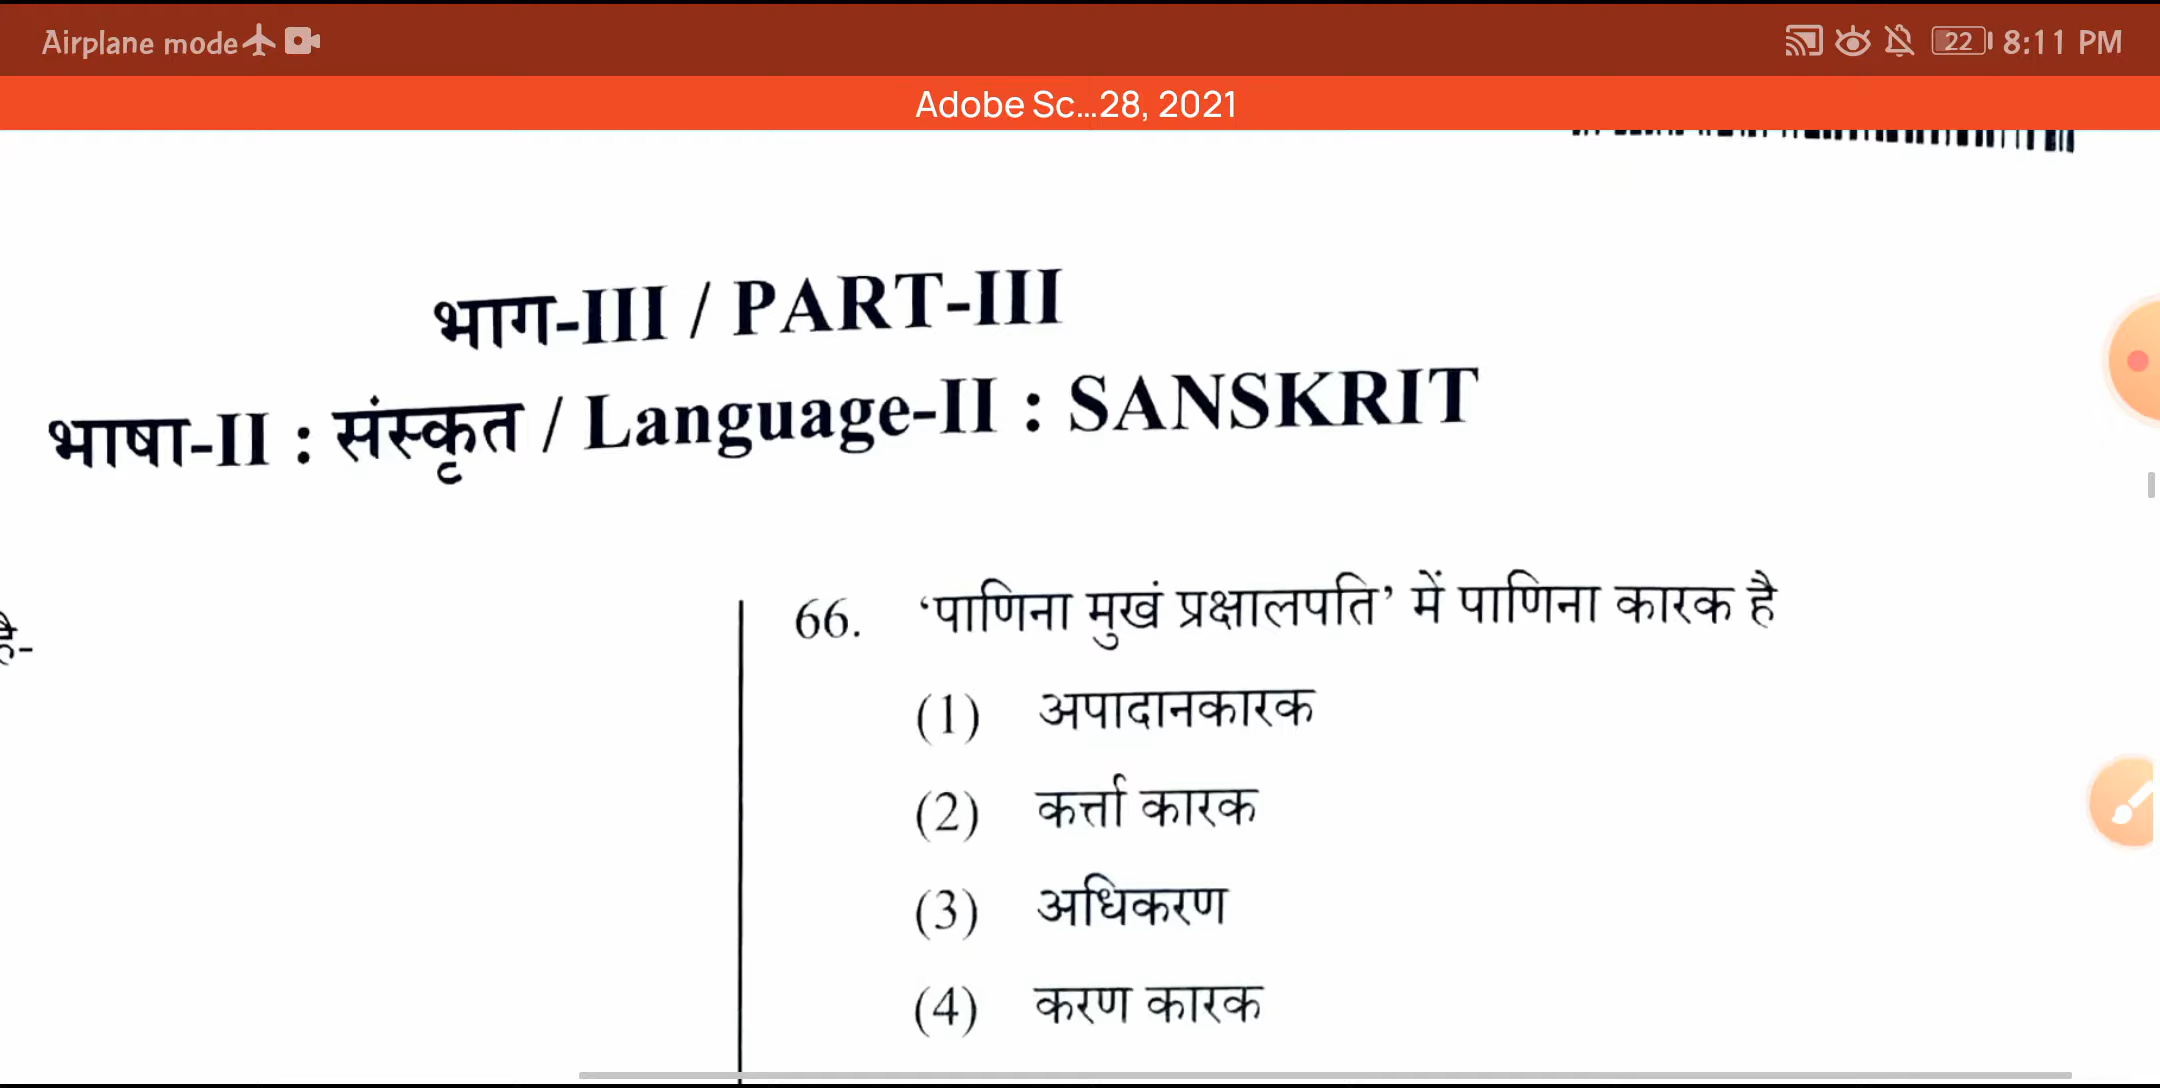 Airplane mode
22 8:11 PM
Adobe Sc...28, 2021
भाग-III / PART-III
भाषा-II : संस्कृत / Language-II : SANSKRIT
है-
66. ‘पाणिना मुखं प्रक्षालपति’ में पाणिना कारक है
(1) अपादानकारक
(2) कर्त्ता कारक
(3) अधिकरण
(4) करण कारक